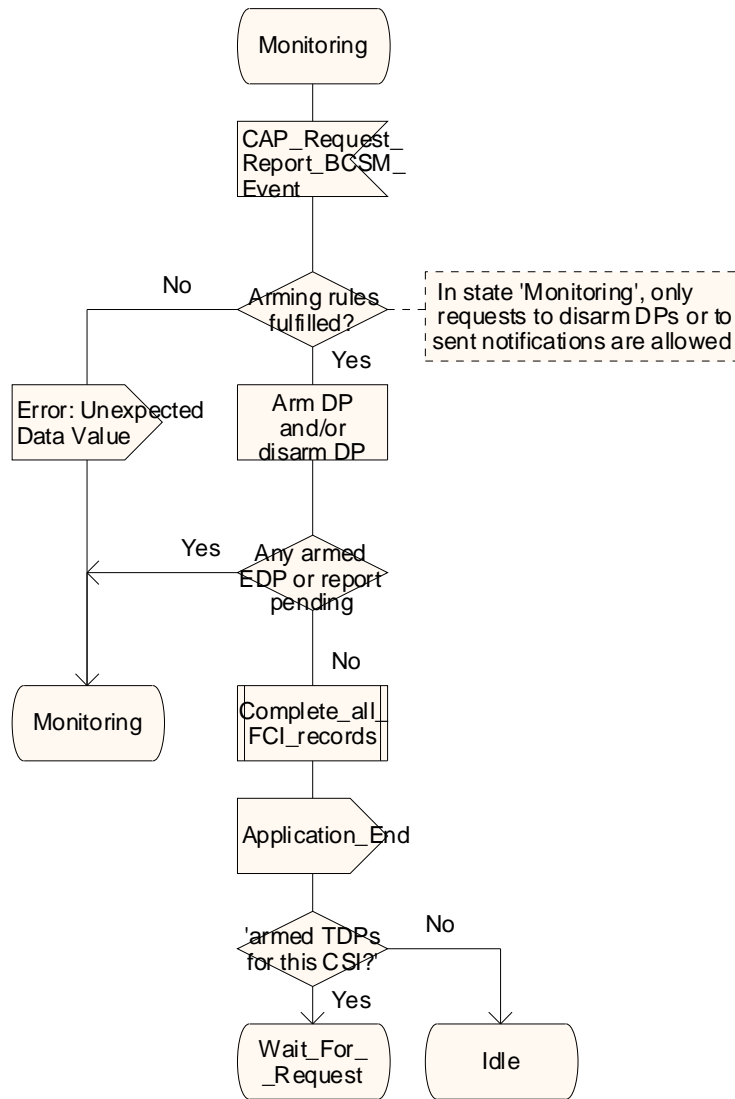 Monitoring
CAP_Request_
Report_BCSM_
Event
No
Arming rules
fulfilled?
In state 'Monitoring', only
requests to disarm DPs or to
sent notifications are allowed
Yes
Error: Unexpected
Data Value
Arm DP
and/or
disarm DP
Yes
Any armed
EDP or report
pending
No
Monitoring
Complete_all_
FCI_records
Application_End
'armed TDPs
for this CSI?'
No
Yes
Wait_For_
_Request
Idle